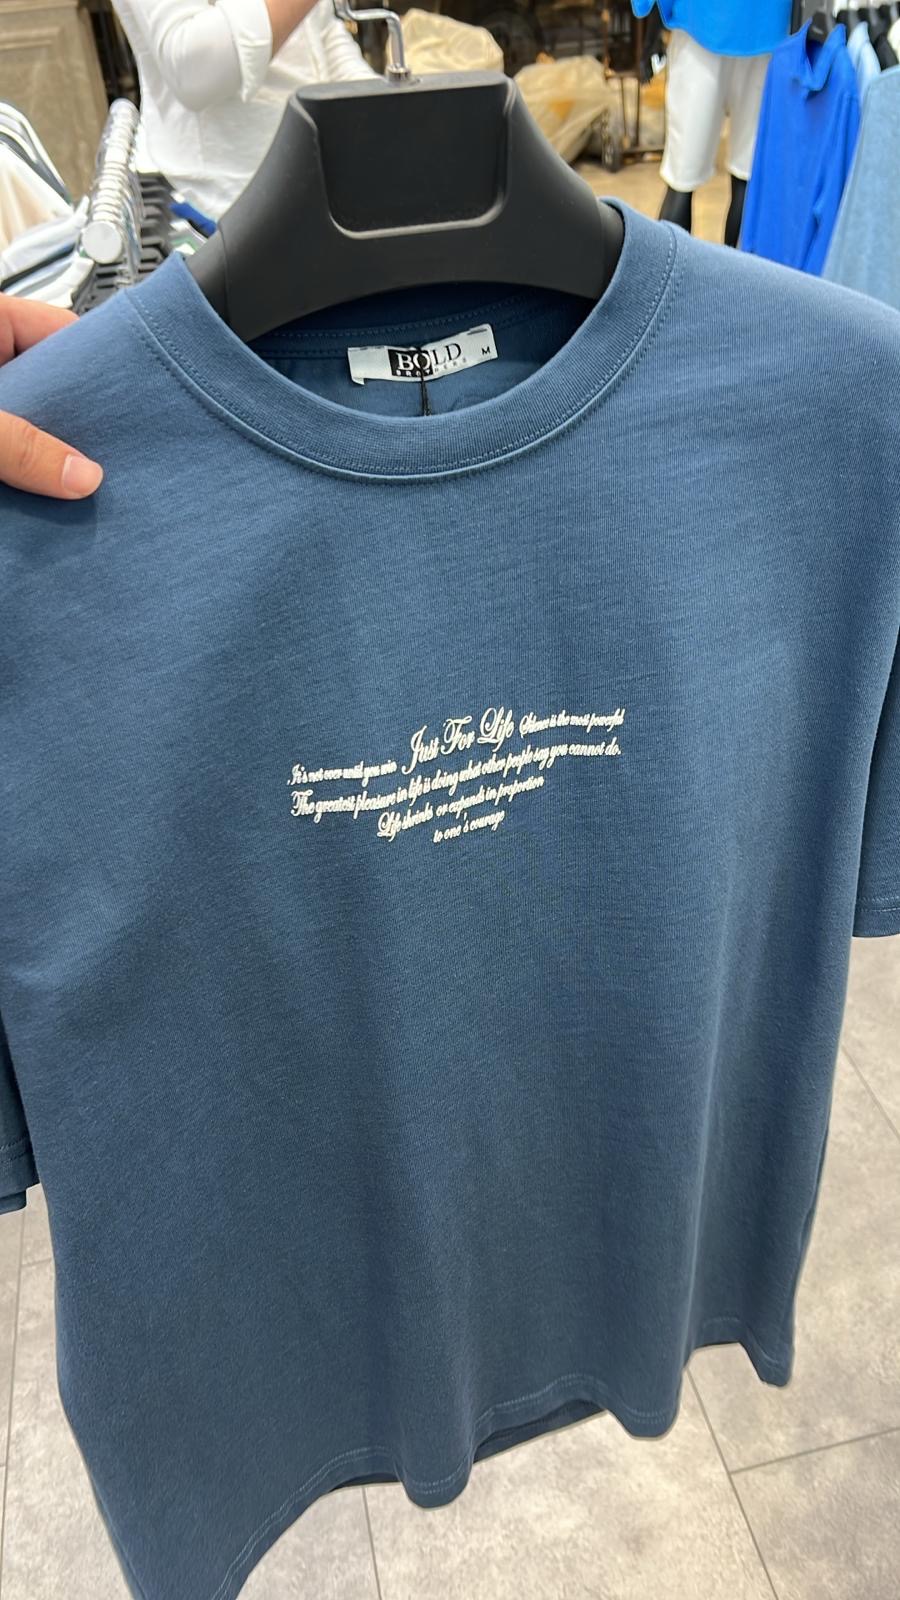 BOLD
BROTHERS
M
Just For Life Silence is the most powerful
.It's not over until you win
The greatest pleasure in life is doing what other people say you cannot do.
Life shrinks or expands in proportion
to one's courage